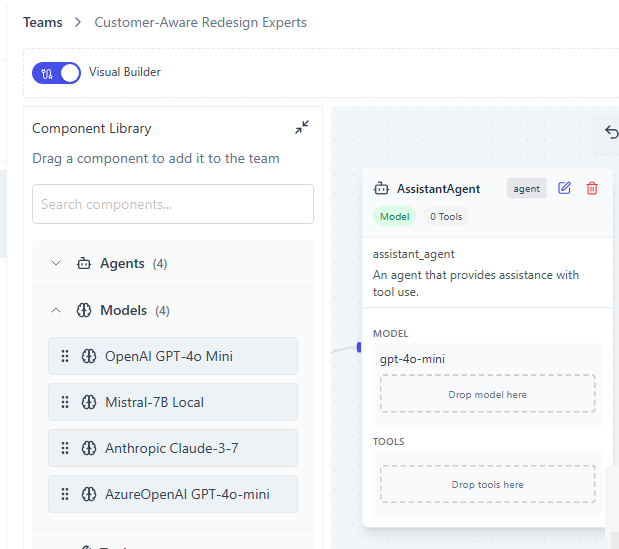 Teams > Customer-Aware Redesign Experts
Visual Builder
Component Library
Drag a component to add it to the team
Search components...
Agents (4)
Models (4)
OpenAI GPT-4o Mini
Mistral-7B Local
Anthropic Claude-3-7
AzureOpenAI GPT-4o-mini
AssistantAgent agent
Model 0 Tools
assistant_agent
An agent that provides assistance with
tool use.
MODEL
gpt-4o-mini
Drop model here
TOOLS
Drop tools here